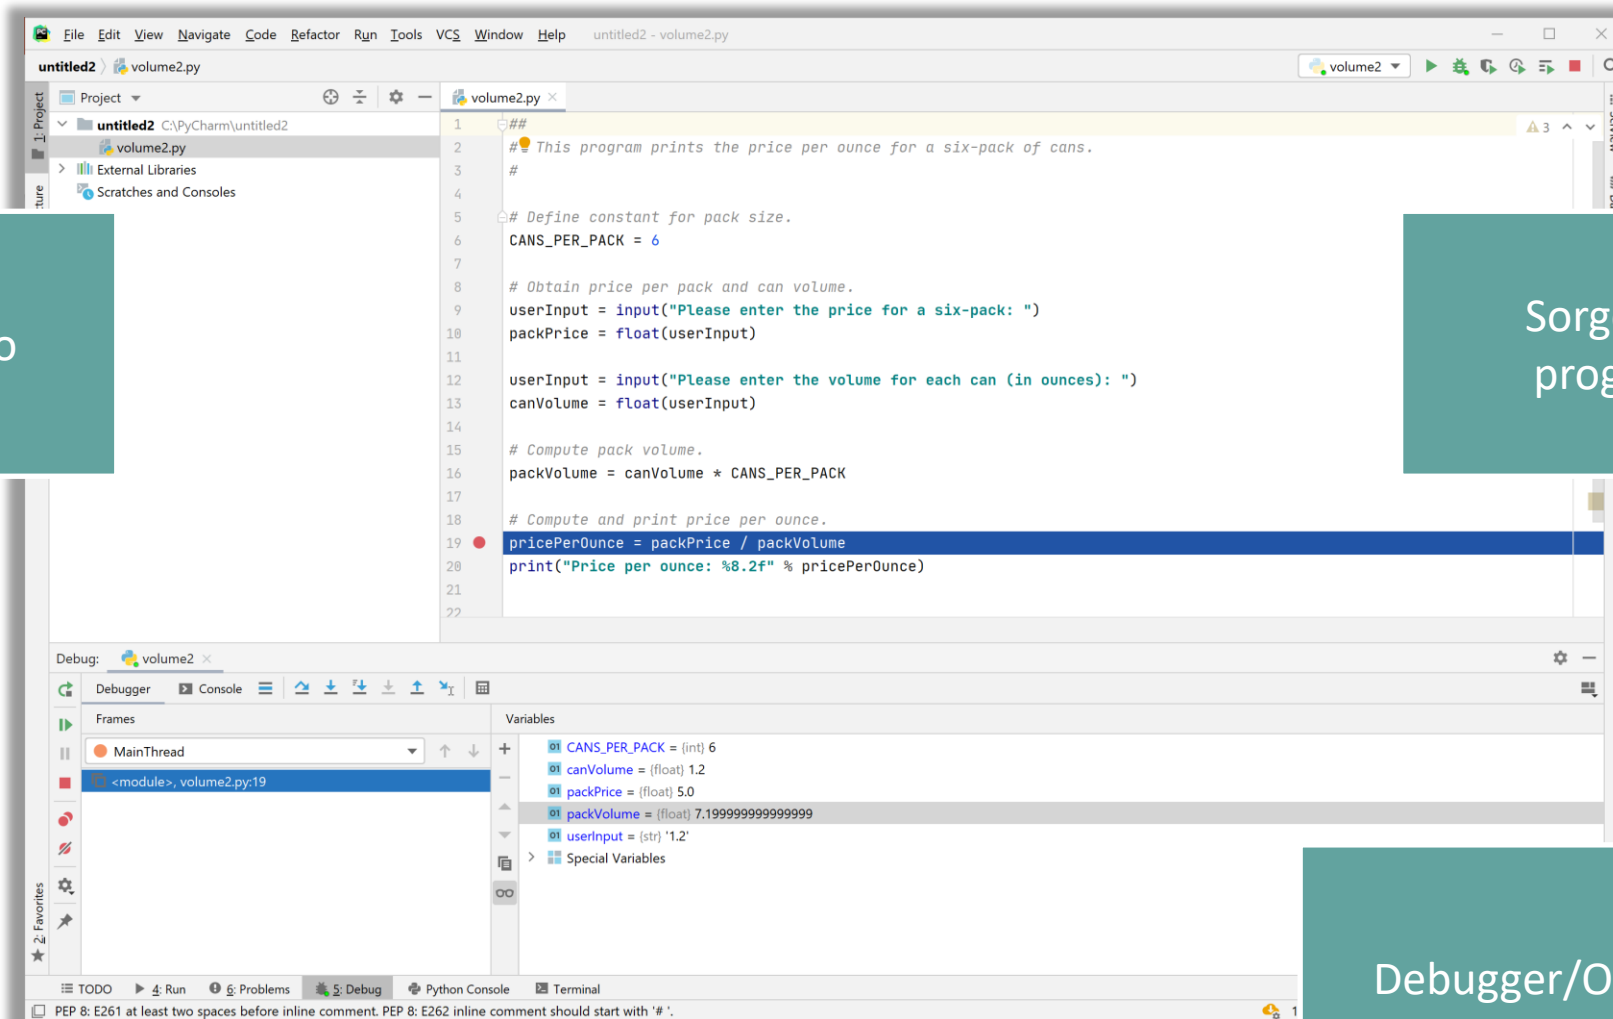 File Edit View Navigate Code Refactor Run Tools VCS Window Help untitled2 - volume2.py
untitled2 volume2.py volume2
1: Project
Project
untitled2 C:\PyCharm\untitled2
volume2.py
External Libraries
Scratches and Consoles
volume2.py
3
1 ##
2 # This program prints the price per ounce for a six-pack of cans.
3 #
4
5 # Define constant for pack size.
6 CANS_PER_PACK = 6
7
8 # Obtain price per pack and can volume.
9 userInput = input("Please enter the price for a six-pack: ")
10 packPrice = float(userInput)
11
12 userInput = input("Please enter the volume for each can (in ounces): ")
13 canVolume = float(userInput)
14
15 # Compute pack volume.
16 packVolume = canVolume * CANS_PER_PACK
17
18 # Compute and print price per ounce.
19 pricePerOunce = packPrice / packVolume
20 print("Price per ounce: %8.2f" % pricePerOunce)
21
22
o
Sorg
prog
Debug: volume2
Debugger Console
Frames
Variables
MainThread
<module>, volume2.py:19
CANS_PER_PACK = {int} 6
canVolume = {float} 1.2
packPrice = {float} 5.0
packVolume = {float} 7.199999999999999
userInput = {str} '1.2'
Special Variables
2: Favorites
Debugger/O
TODO 4: Run 6: Problems 5: Debug Python Console Terminal
PEP 8: E261 at least two spaces before inline comment. PEP 8: E262 inline comment should start with '# '.